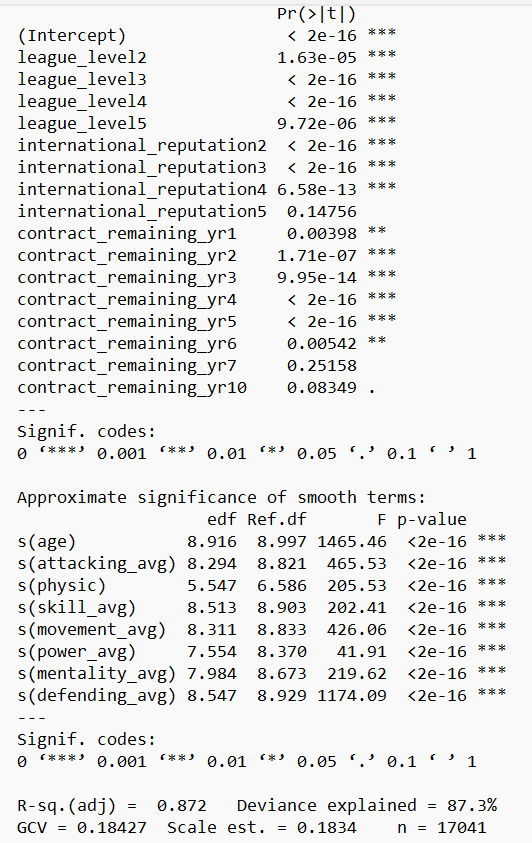 Pr(>|t|)
(Intercept) < 2e-16 ***
league_level2 1.63e-05 ***
league_level3 < 2e-16 ***
league_level4 < 2e-16 ***
league_level5 9.72e-06 ***
international_reputation2 < 2e-16 ***
international_reputation3 < 2e-16 ***
international_reputation4 6.58e-13 ***
international_reputation5 0.14756
contract_remaining_yr1 0.00398 **
contract_remaining_yr2 1.71e-07 ***
contract_remaining_yr3 9.95e-14 ***
contract_remaining_yr4 < 2e-16 ***
contract_remaining_yr5 < 2e-16 ***
contract_remaining_yr6 0.00542 **
contract_remaining_yr7 0.25158
contract_remaining_yr10 0.08349 .
---
Signif. codes:
0 ‘***’ 0.001 ‘**’ 0.01 ‘*’ 0.05 ‘.’ 0.1 ‘ ’ 1
Approximate significance of smooth terms:
edf Ref.df F p-value
s(age) 8.916 8.997 1465.46 <2e-16 ***
s(attacking_avg) 8.294 8.821 465.53 <2e-16 ***
s(physic) 5.547 6.586 205.53 <2e-16 ***
s(skill_avg) 8.513 8.903 202.41 <2e-16 ***
s(movement_avg) 8.311 8.833 426.06 <2e-16 ***
s(power_avg) 7.554 8.370 41.91 <2e-16 ***
s(mentality_avg) 7.984 8.673 219.62 <2e-16 ***
s(defending_avg) 8.547 8.929 1174.09 <2e-16 ***
---
Signif. codes:
0 ‘***’ 0.001 ‘**’ 0.01 ‘*’ 0.05 ‘.’ 0.1 ‘ ’ 1
R-sq.(adj) = 0.872 Deviance explained = 87.3%
GCV = 0.18427 Scale est. = 0.1834 n = 17041